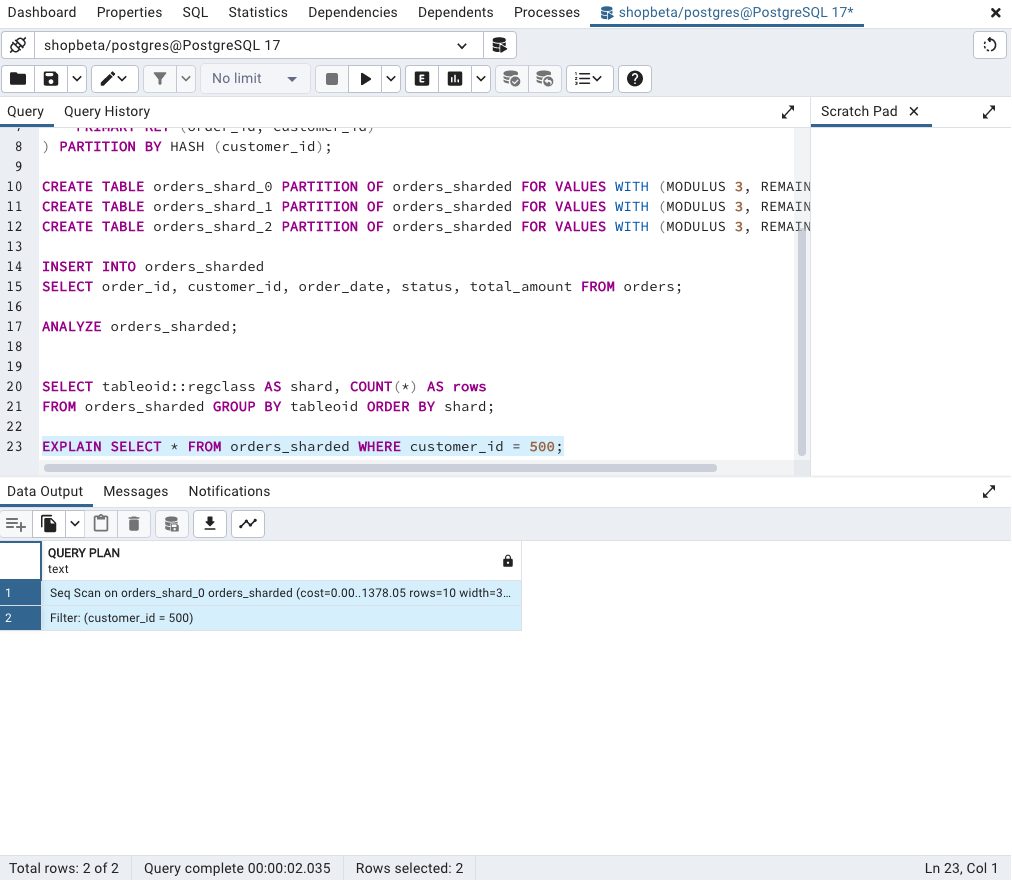 Dashboard Properties SQL Statistics Dependencies Dependents Processes shopbeta/postgres@PostgreSQL 17*
shopbeta/postgres@PostgreSQL 17
No limit
E
Query Query History
Scratch Pad
7 PRIMARY KEY (order_id, customer_id)
8 ) PARTITION BY HASH (customer_id);
9
10 CREATE TABLE orders_shard_0 PARTITION OF orders_sharded FOR VALUES WITH (MODULUS 3, REMAIN
11 CREATE TABLE orders_shard_1 PARTITION OF orders_sharded FOR VALUES WITH (MODULUS 3, REMAIN
12 CREATE TABLE orders_shard_2 PARTITION OF orders_sharded FOR VALUES WITH (MODULUS 3, REMAIN
13
14 INSERT INTO orders_sharded
15 SELECT order_id, customer_id, order_date, status, total_amount FROM orders;
16
17 ANALYZE orders_sharded;
18
19
20 SELECT tableoid::regclass AS shard, COUNT(*) AS rows
21 FROM orders_sharded GROUP BY tableoid ORDER BY shard;
22
23 EXPLAIN SELECT * FROM orders_sharded WHERE customer_id = 500;
Data Output Messages Notifications
QUERY PLAN
text
1 Seq Scan on orders_shard_0 orders_sharded (cost=0.00..1378.05 rows=10 width=3...
2 Filter: (customer_id = 500)
Total rows: 2 of 2 Query complete 00:00:02.035 Rows selected: 2 Ln 23, Col 1